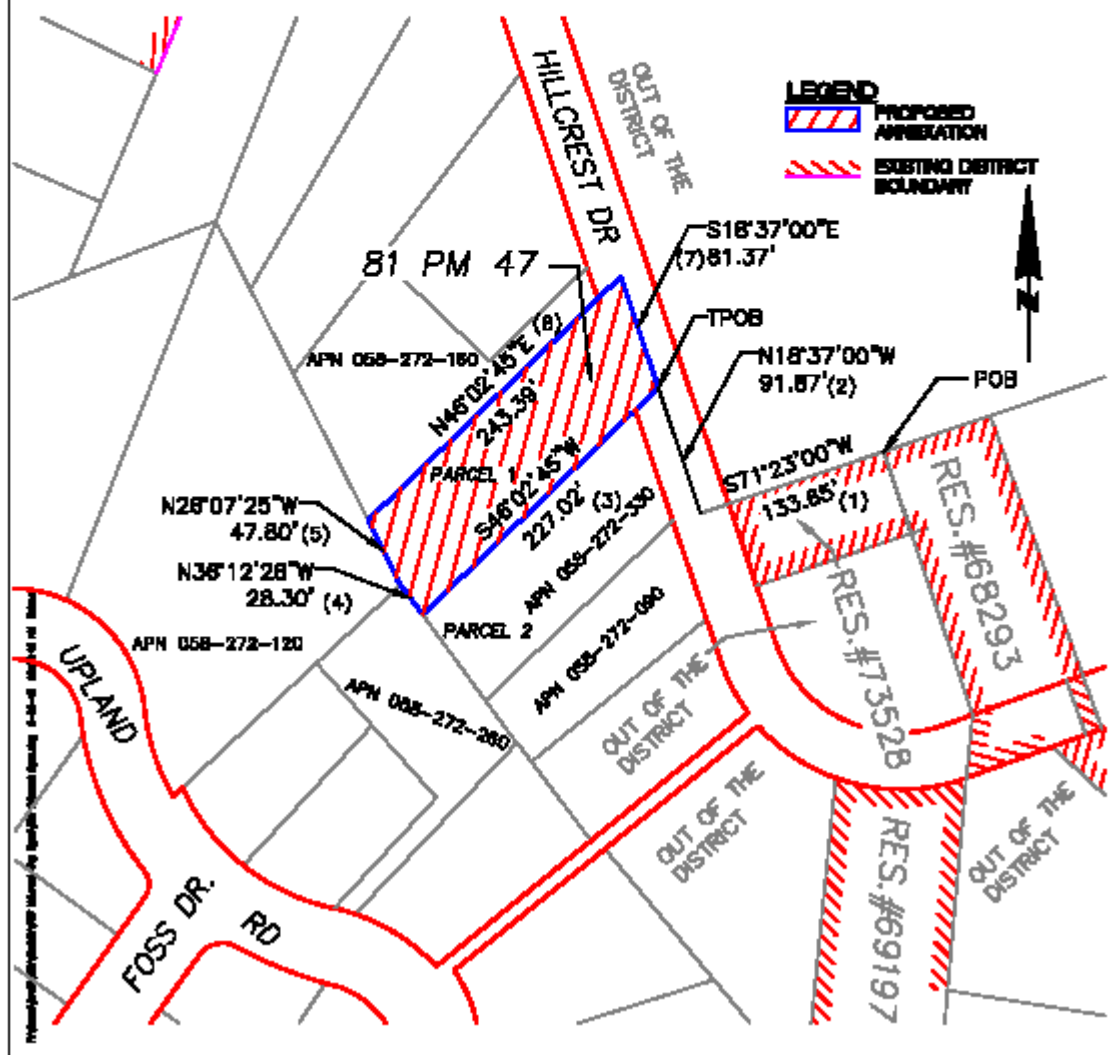 HILLCREST DR
OUT OF THE
DISTRICT
LEGEND
PROPOSED
ANNEXATION
EXISTING DISTRICT
BOUNDARY
N
81 PM 47
S18°37'00"E
(7)81.37'
TPOB
N18°37'00"W
91.87'(2)
POB
APN 058-272-160
N46°02'45"E (6)
243.39'
PARCEL 1
S46°02'45"W
227.02' (3)
S71°23'00"W
133.85' (1)
N28°07'25"W
47.80'(5)
N36°12'26"W
28.30' (4)
APN 058-272-120
PARCEL 2
APN 058-272-330
APN 058-272-090
APN 058-272-260
RES.#68293
RES.#73528
OUT OF THE
DISTRICT
OUT OF THE
DISTRICT
OUT OF THE
DISTRICT
RES.#69197
UPLAND
RD
FOSS DR.